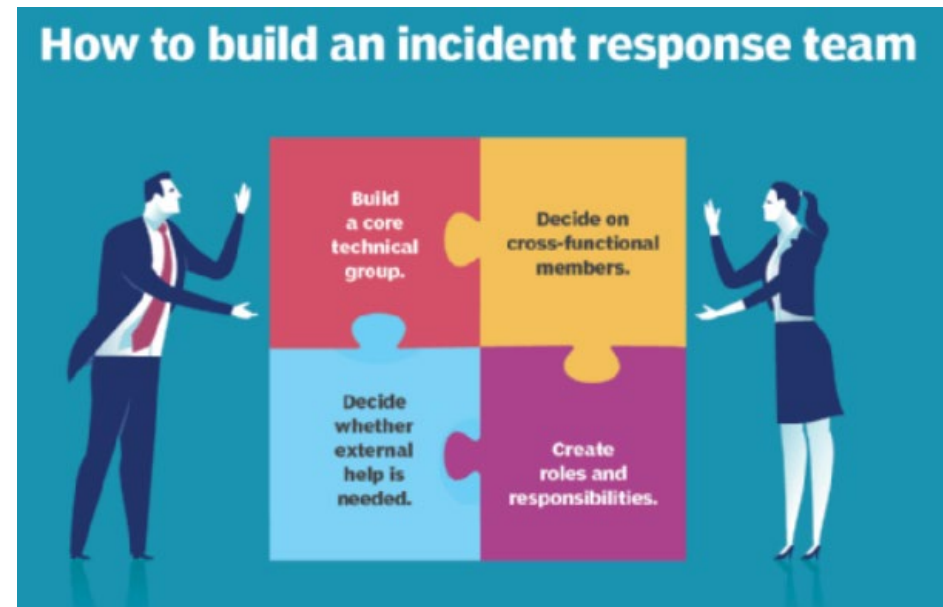 How to build an incident response team
Build
a core
technical
group.
Decide on
cross-functional
members.
Decide
whether
external
help is
needed.
Create
roles and
responsibilities.